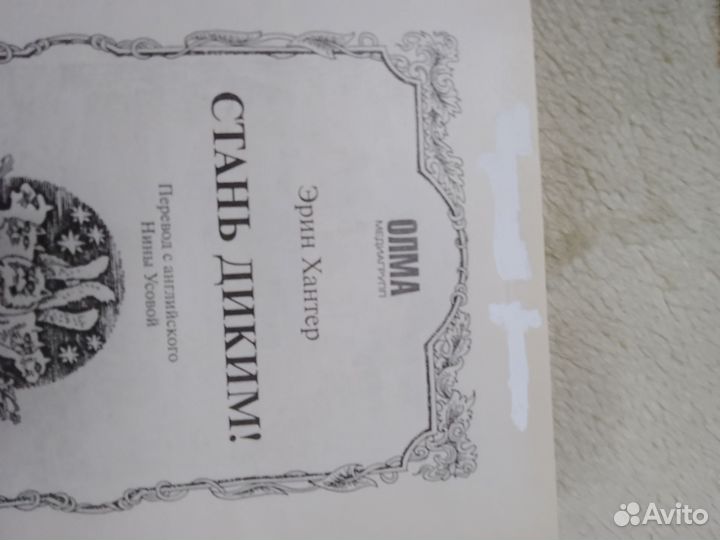 ОЛМА
МЕДИАГРУПП
Эрин Хантер
СТАНЬ ДИКИМ!
Перевод с английского
Нины Усовой
Avito